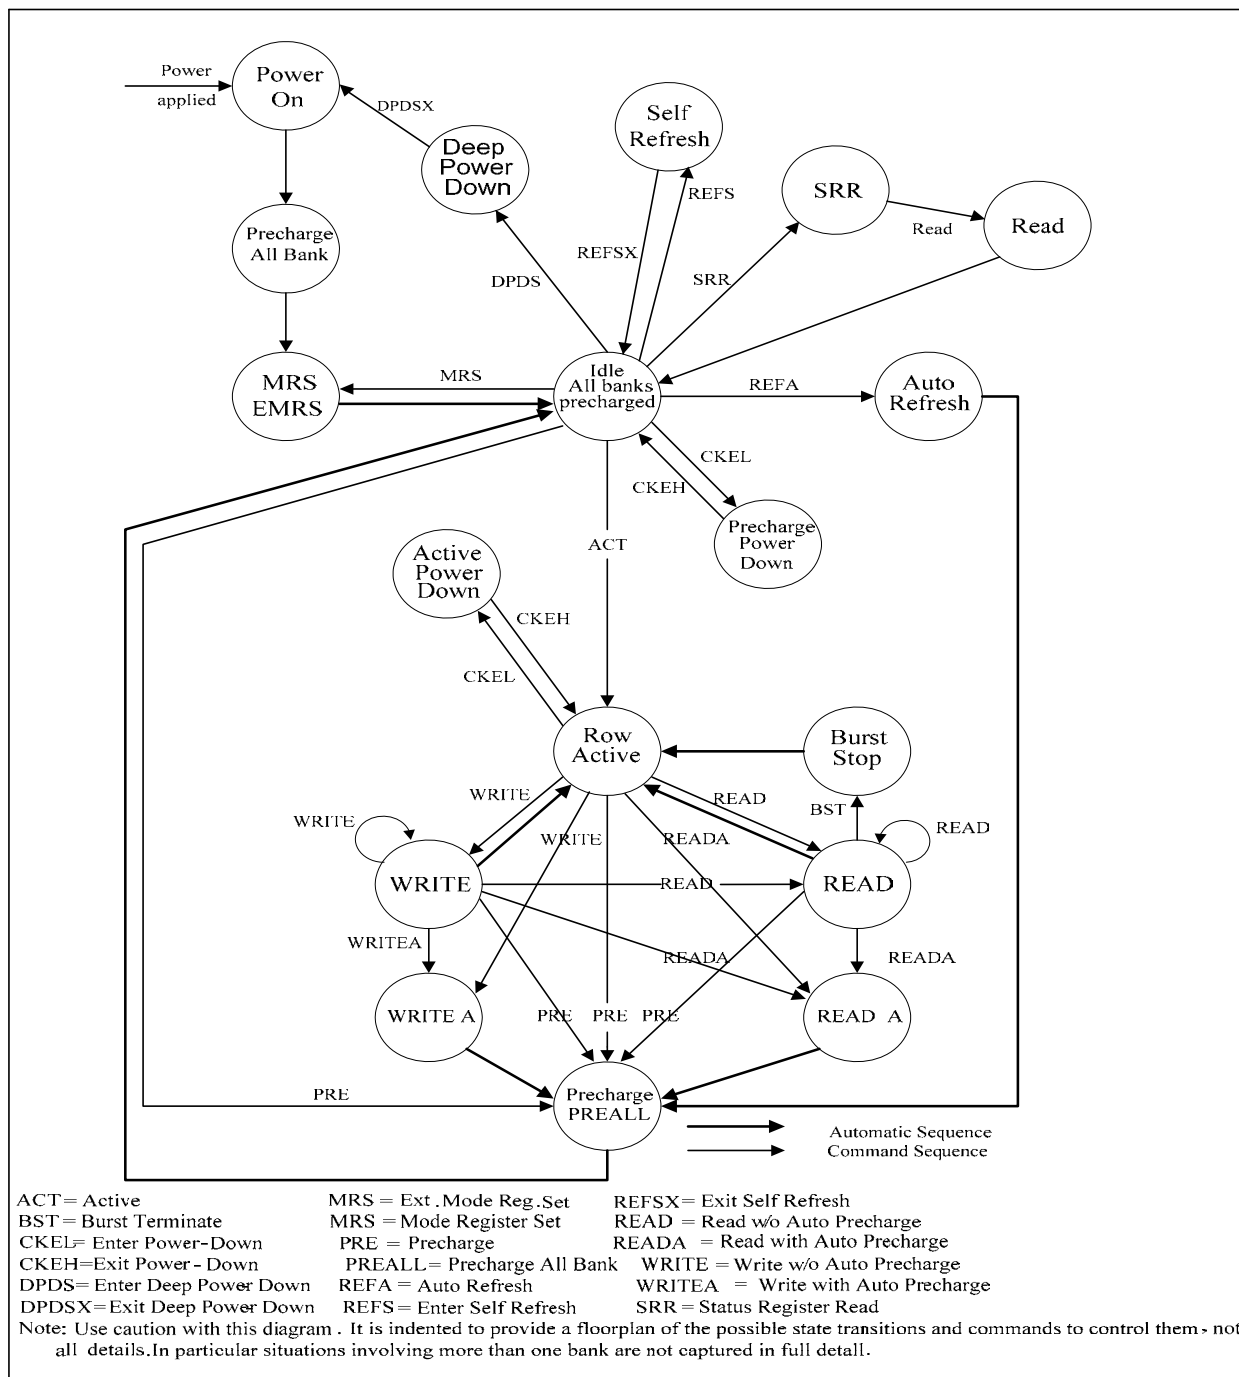 Power
applied
Power
On
DPDSX
Deep
Power
Down
Self
Refresh
REFS
REFSX
SRR
Read
Read
SRR
DPDS
Precharge
All Bank
MRS
EMRS
MRS
Idle
All banks
precharged
REFA
Auto
Refresh
CKEL
CKEH
Precharge
Power
Down
ACT
Active
Power
Down
CKEH
CKEL
Row
Active
Burst
Stop
WRITE
WRITE
READ
BST
WRITE
READA
READ
WRITE
READ
READ
WRITEA
READA
READA
WRITE A
PRE
PRE
PRE
READ A
PRE
Precharge
PREALL
Automatic Sequence
Command Sequence
ACT = Active
BST = Burst Terminate
CKEL= Enter Power-Down
CKEH=Exit Power - Down
DPDS= Enter Deep Power Down
DPDSX=Exit Deep Power Down
MRS = Ext .Mode Reg.Set
MRS = Mode Register Set
PRE = Precharge
PREALL= Precharge All Bank
REFA = Auto Refresh
REFS = Enter Self Refresh
REFSX= Exit Self Refresh
READ = Read w/o Auto Precharge
READA = Read with Auto Precharge
WRITE = Write w/o Auto Precharge
WRITEA = Write with Auto Precharge
SRR = Status Register Read
Note: Use caution with this diagram . It is indented to provide a floorplan of the possible state transitions and commands to control them , not
all details.In particular situations involving more than one bank are not captured in full detall.